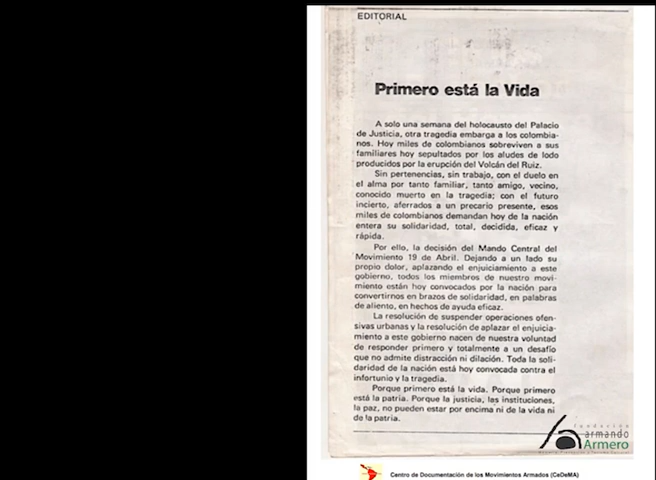 EDITORIAL
Primero está la Vida
A solo una semana del holocausto del Palacio
de Justicia, otra tragedia embarga a los colombia-
nos. Hoy miles de colombianos sobreviven a sus
familiares hoy sepultados por los aludes de lodo
producidos por la erupción del Volcán del Ruiz.
Sin pertenencias, sin trabajo, con el duelo en
el alma por tanto familiar, tanto amigo, vecino,
conocido muerto en la tragedia; con el futuro
incierto, aferrados a un precario presente, esos
miles de colombianos demandan hoy de la nación
entera su solidaridad, total, decidida, eficaz y
rápida.
Por ello, la decisión del Mando Central del
Movimiento 19 de Abril. Dejando a un lado su
propio dolor, aplazando el enjuiciamiento a este
gobierno, todos los miembros de nuestro movi-
miento están hoy convocados por la nación para
convertirnos en brazos de solidaridad, en palabras
de aliento, en hechos de ayuda eficaz.
La resolución de suspender operaciones ofen-
sivas urbanas y la resolución de aplazar el enjuicia-
miento a este gobierno nacen de nuestra voluntad
de responder primero y totalmente a un desafío
que no admite distracción ni dilación. Toda la soli-
daridad de la nación está hoy convocada contra el
infortunio y la tragedia.
Porque primero está la vida. Porque primero
está la patria. Porque la justicia, las instituciones,
la paz, no pueden estar por encima ni de la vida ni
de la patria.
fundación
armando
Armero
Centro de Documentación de los Movimientos Armados (CeDeMA)